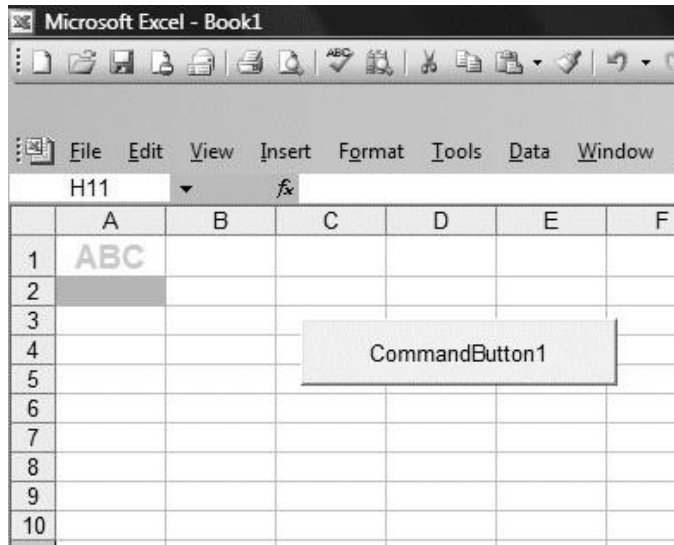 Microsoft Excel - Book1
ABC
File Edit View Insert Format Tools Data Window
H11 fx
A B C D E F
1 ABC
2
3
4 CommandButton1
5
6
7
8
9
10